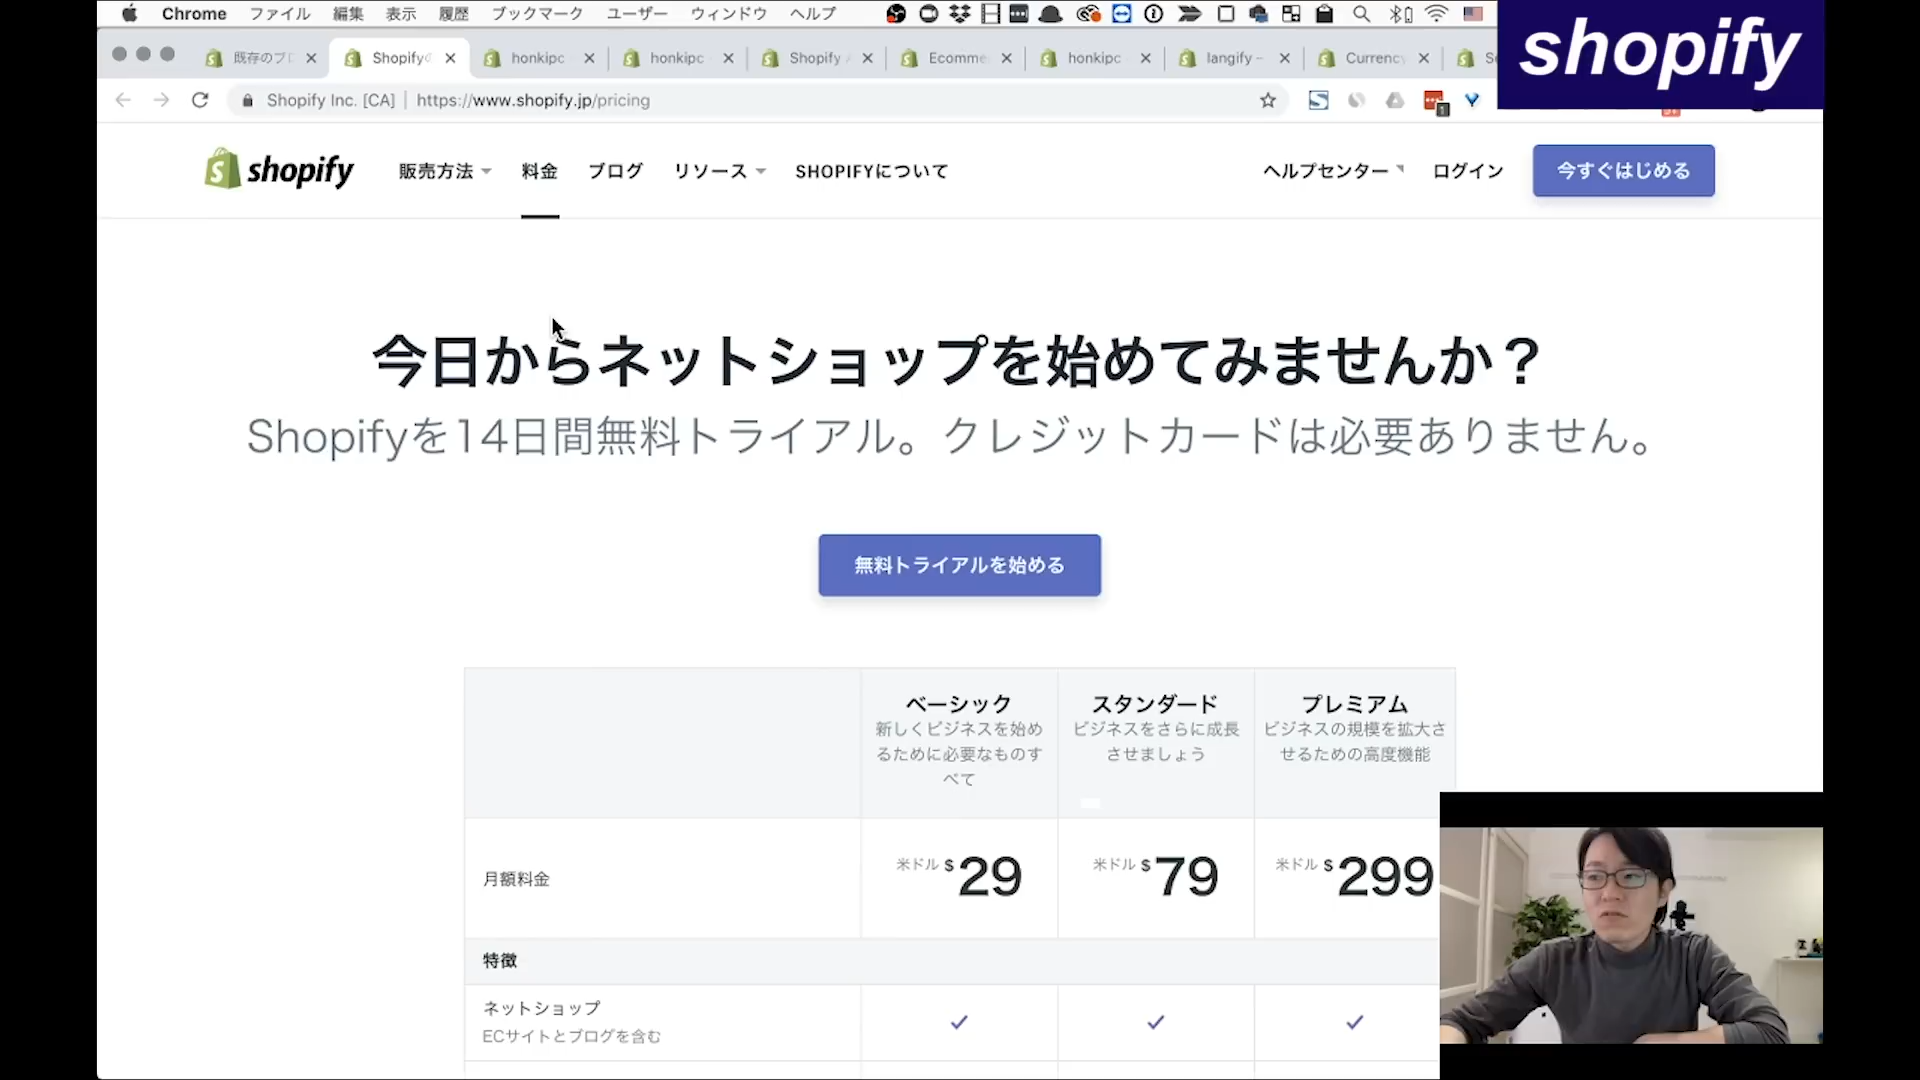 Chrome ファイル 編集 表示 履歴 ブックマーク ユーザー ウィンドウ ヘルプ
shopify
既存のブ
Shopify
honkipc
honkipc
Shopify
Ecomme
honkipc
langify –
Currency
Shopify Inc. [CA] | https://www.shopify.jp/pricing
shopify 販売方法 料金 ブログ リソース SHOPIFYについて ヘルプセンター ログイン 今すぐはじめる
今日からネットショップを始めてみませんか？
Shopifyを14日間無料トライアル。クレジットカードは必要ありません。
無料トライアルを始める
ベーシック
新しくビジネスを始め
るために必要なものす
べて
スタンダード
ビジネスをさらに成長
させましょう
プレミアム
ビジネスの規模を拡大さ
せるための高度機能
月額料金 米ドル $ 29 米ドル $ 79 米ドル $ 299
特徴
ネットショップ
ECサイトとブログを含む